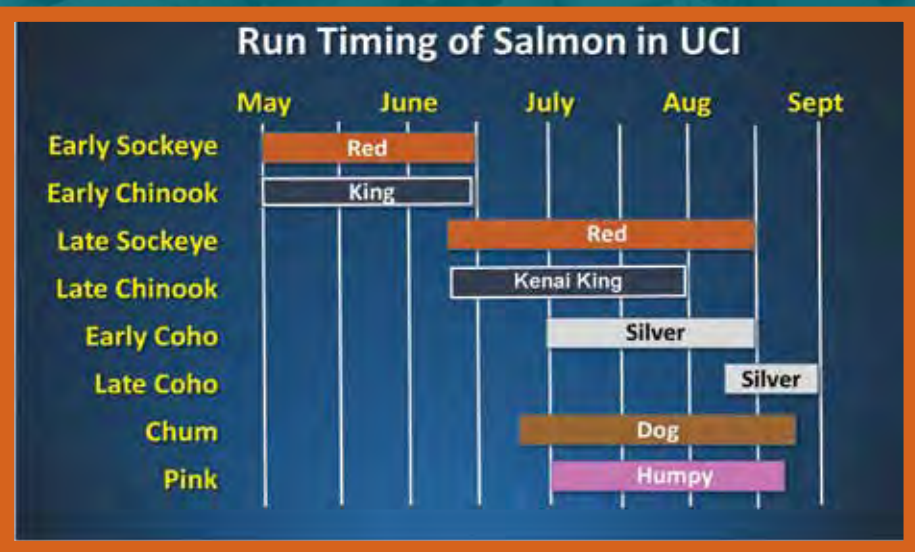 Run Timing of Salmon in UCI
May June July Aug Sept
Early Sockeye Red
Early Chinook King
Late Sockeye Red
Late Chinook Kenai King
Early Coho Silver
Late Coho Silver
Chum Dog
Pink Humpy